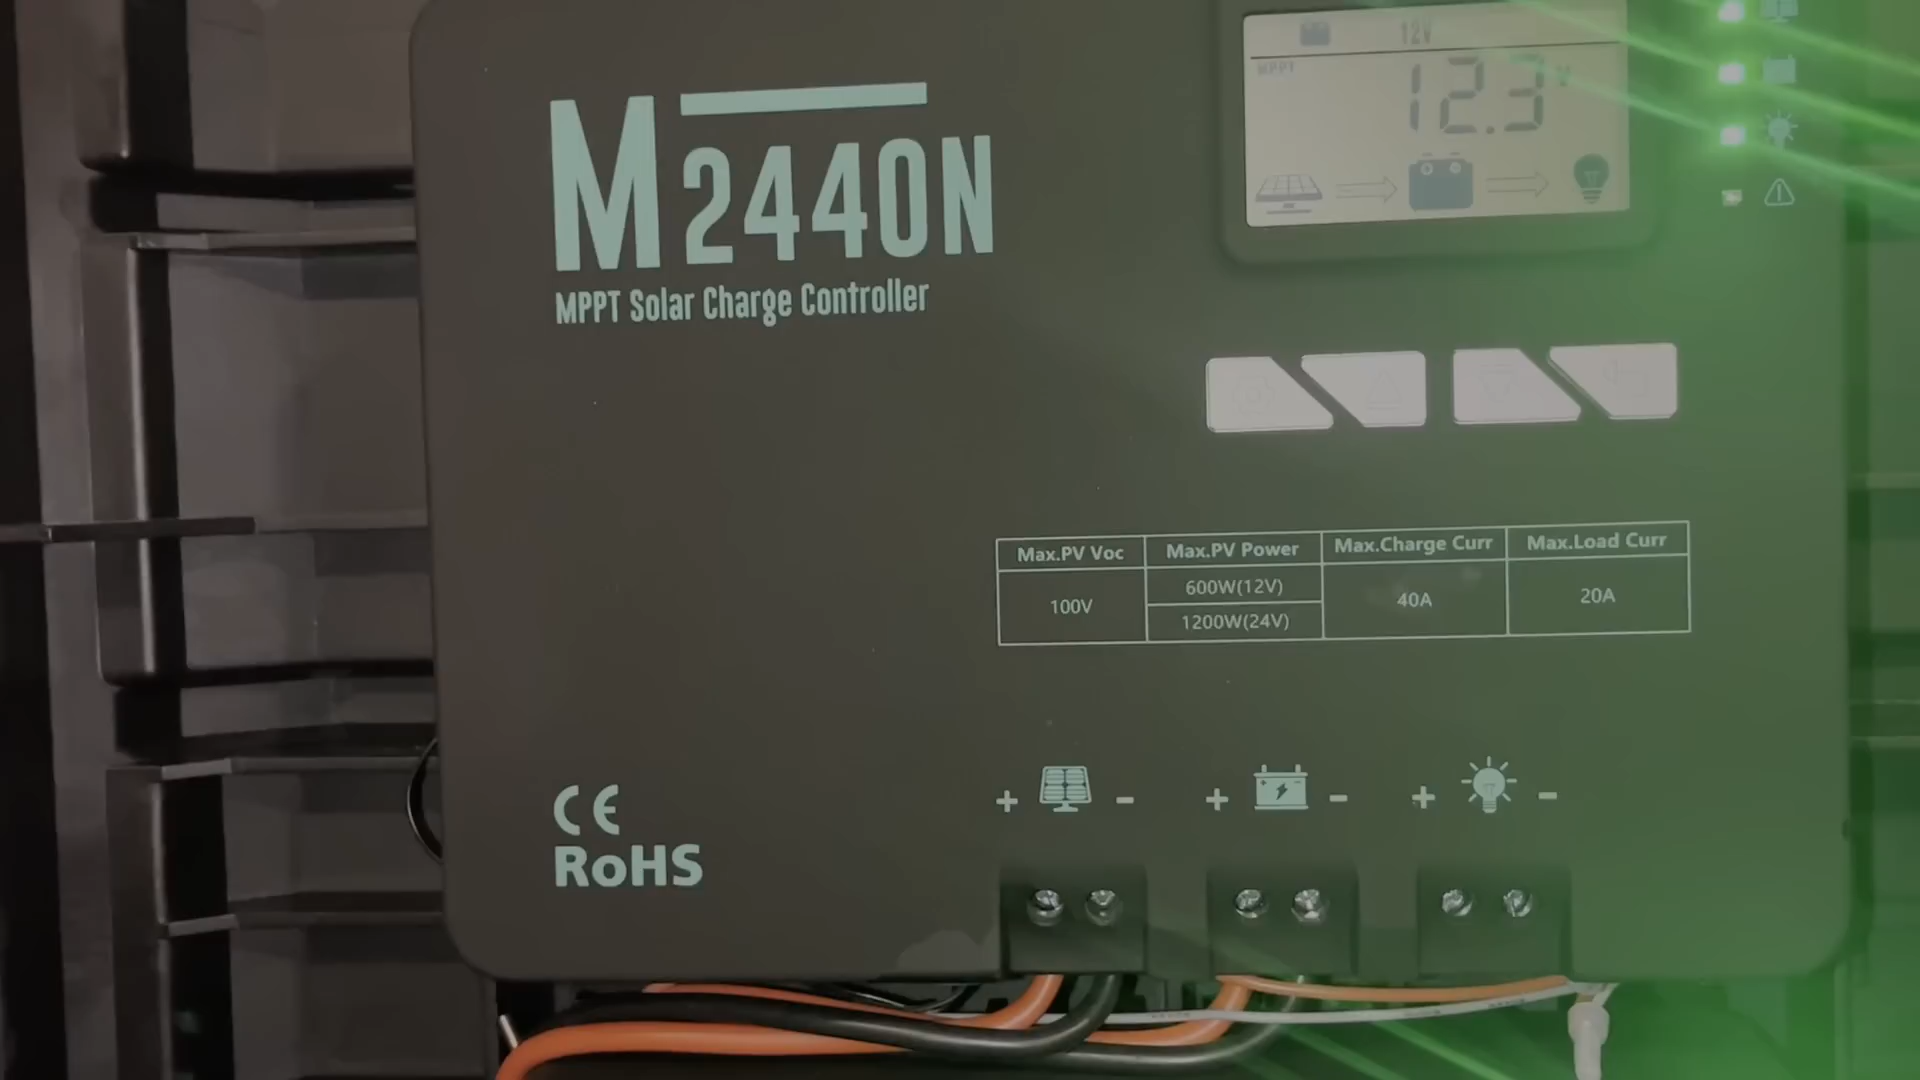 12V
MPPT
12.3 V
M2440N
MPPT Solar Charge Controller
Max.PV Voc
Max.PV Power
Max.Charge Curr
Max.Load Curr
100V
600W(12V)
1200W(24V)
40A
20A
+ -
+ -
+ -
CE
RoHS